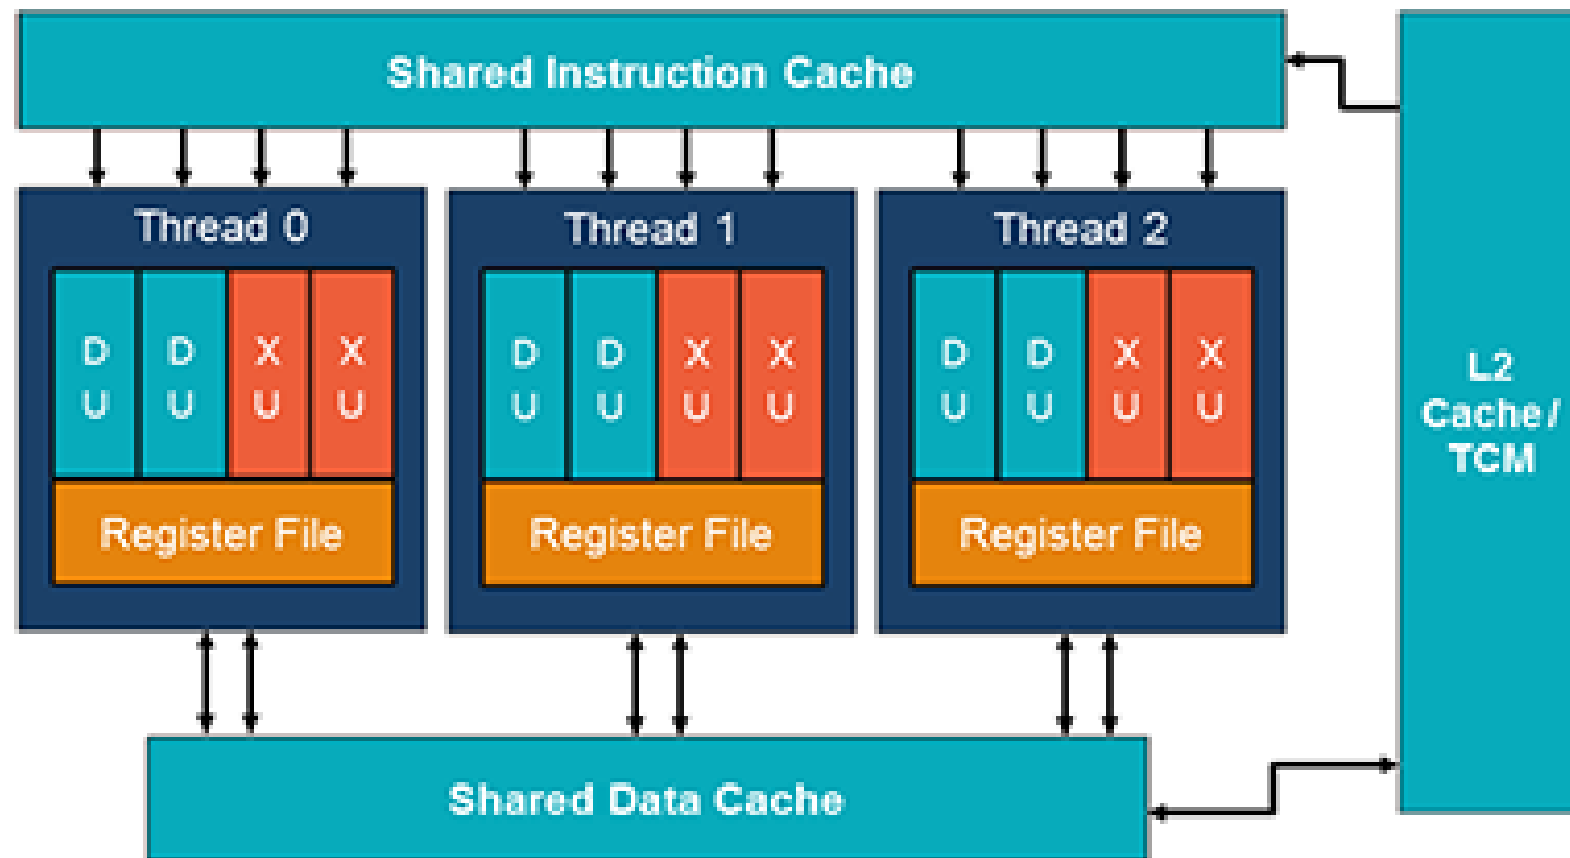 Shared Instruction Cache
Thread 0
Thread 1
Thread 2
D U
D U
X U
X U
D U
D U
X U
X U
D U
D U
X U
X U
Register File
Register File
Register File
L2
Cache/
TCM
Shared Data Cache